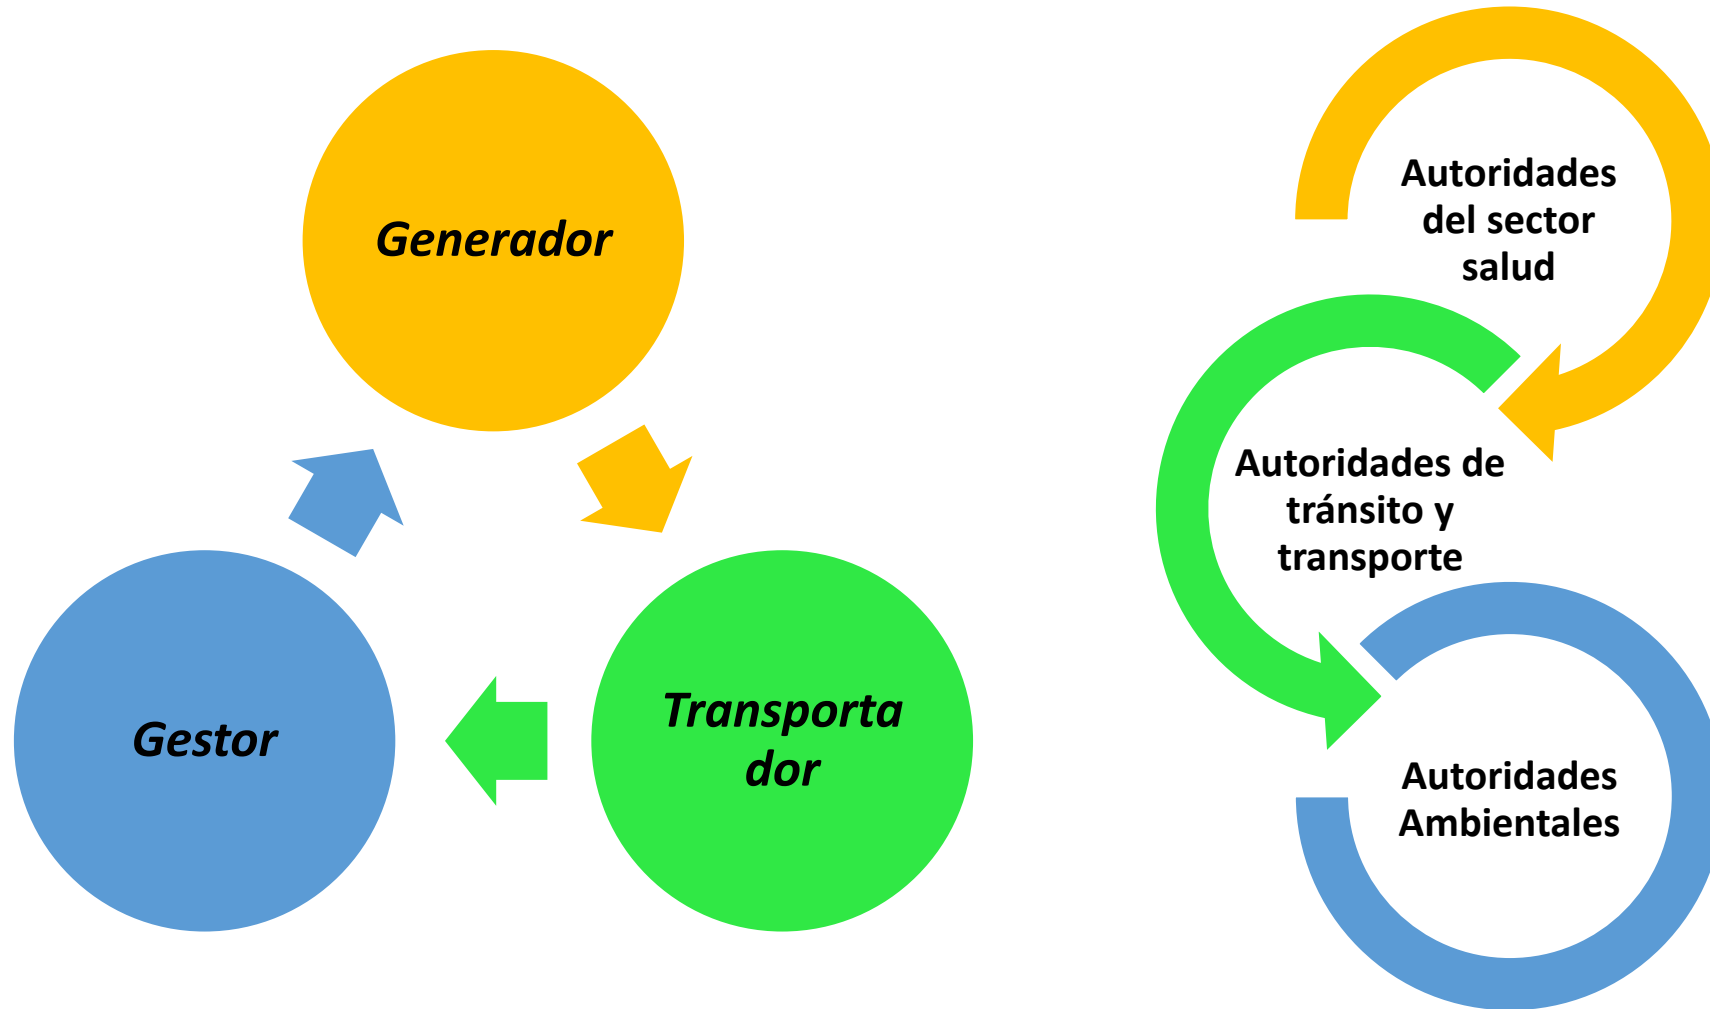 Generador
Transporta
dor
Gestor
Autoridades
del sector
salud
Autoridades de
tránsito y
transporte
Autoridades
Ambientales